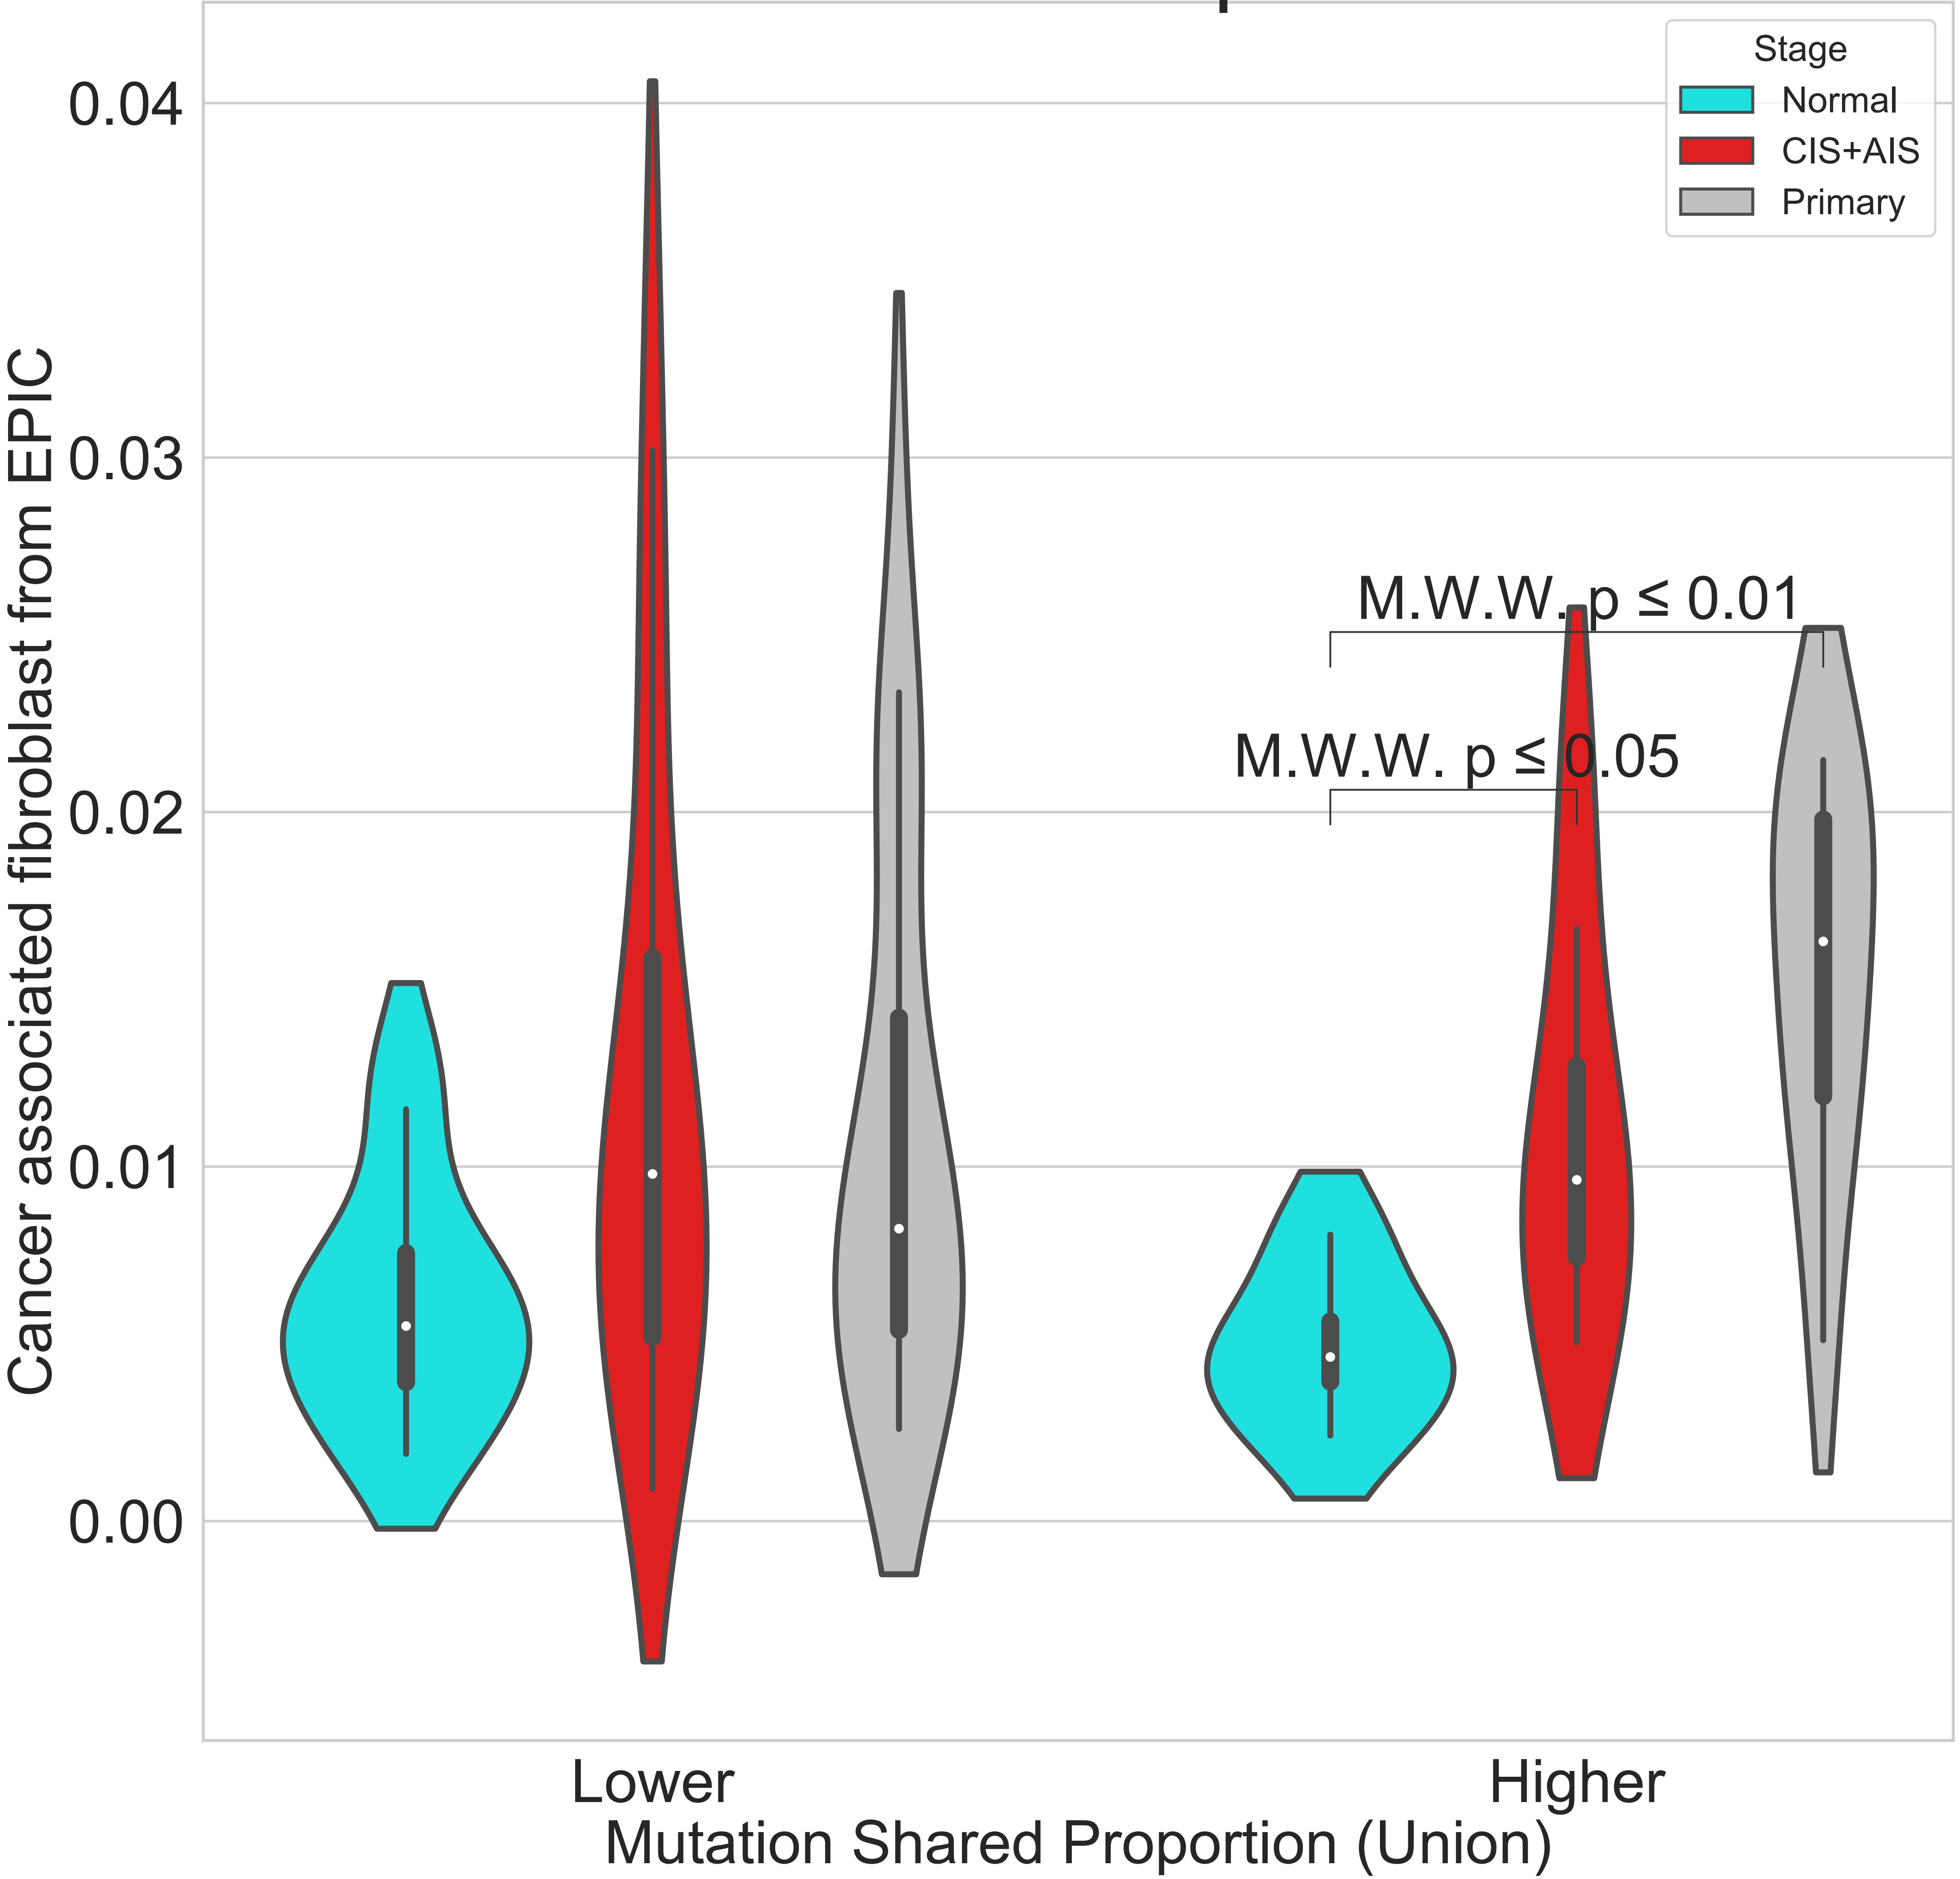 Stage
Normal
CIS+AIS
Primary
Cancer associated fibroblast from EPIC
0.04
0.03
0.02
0.01
0.00
M.W.W. p ≤ 0.01
M.W.W. p ≤ 0.05
Lower
Higher
Mutation Shared Proportion (Union)